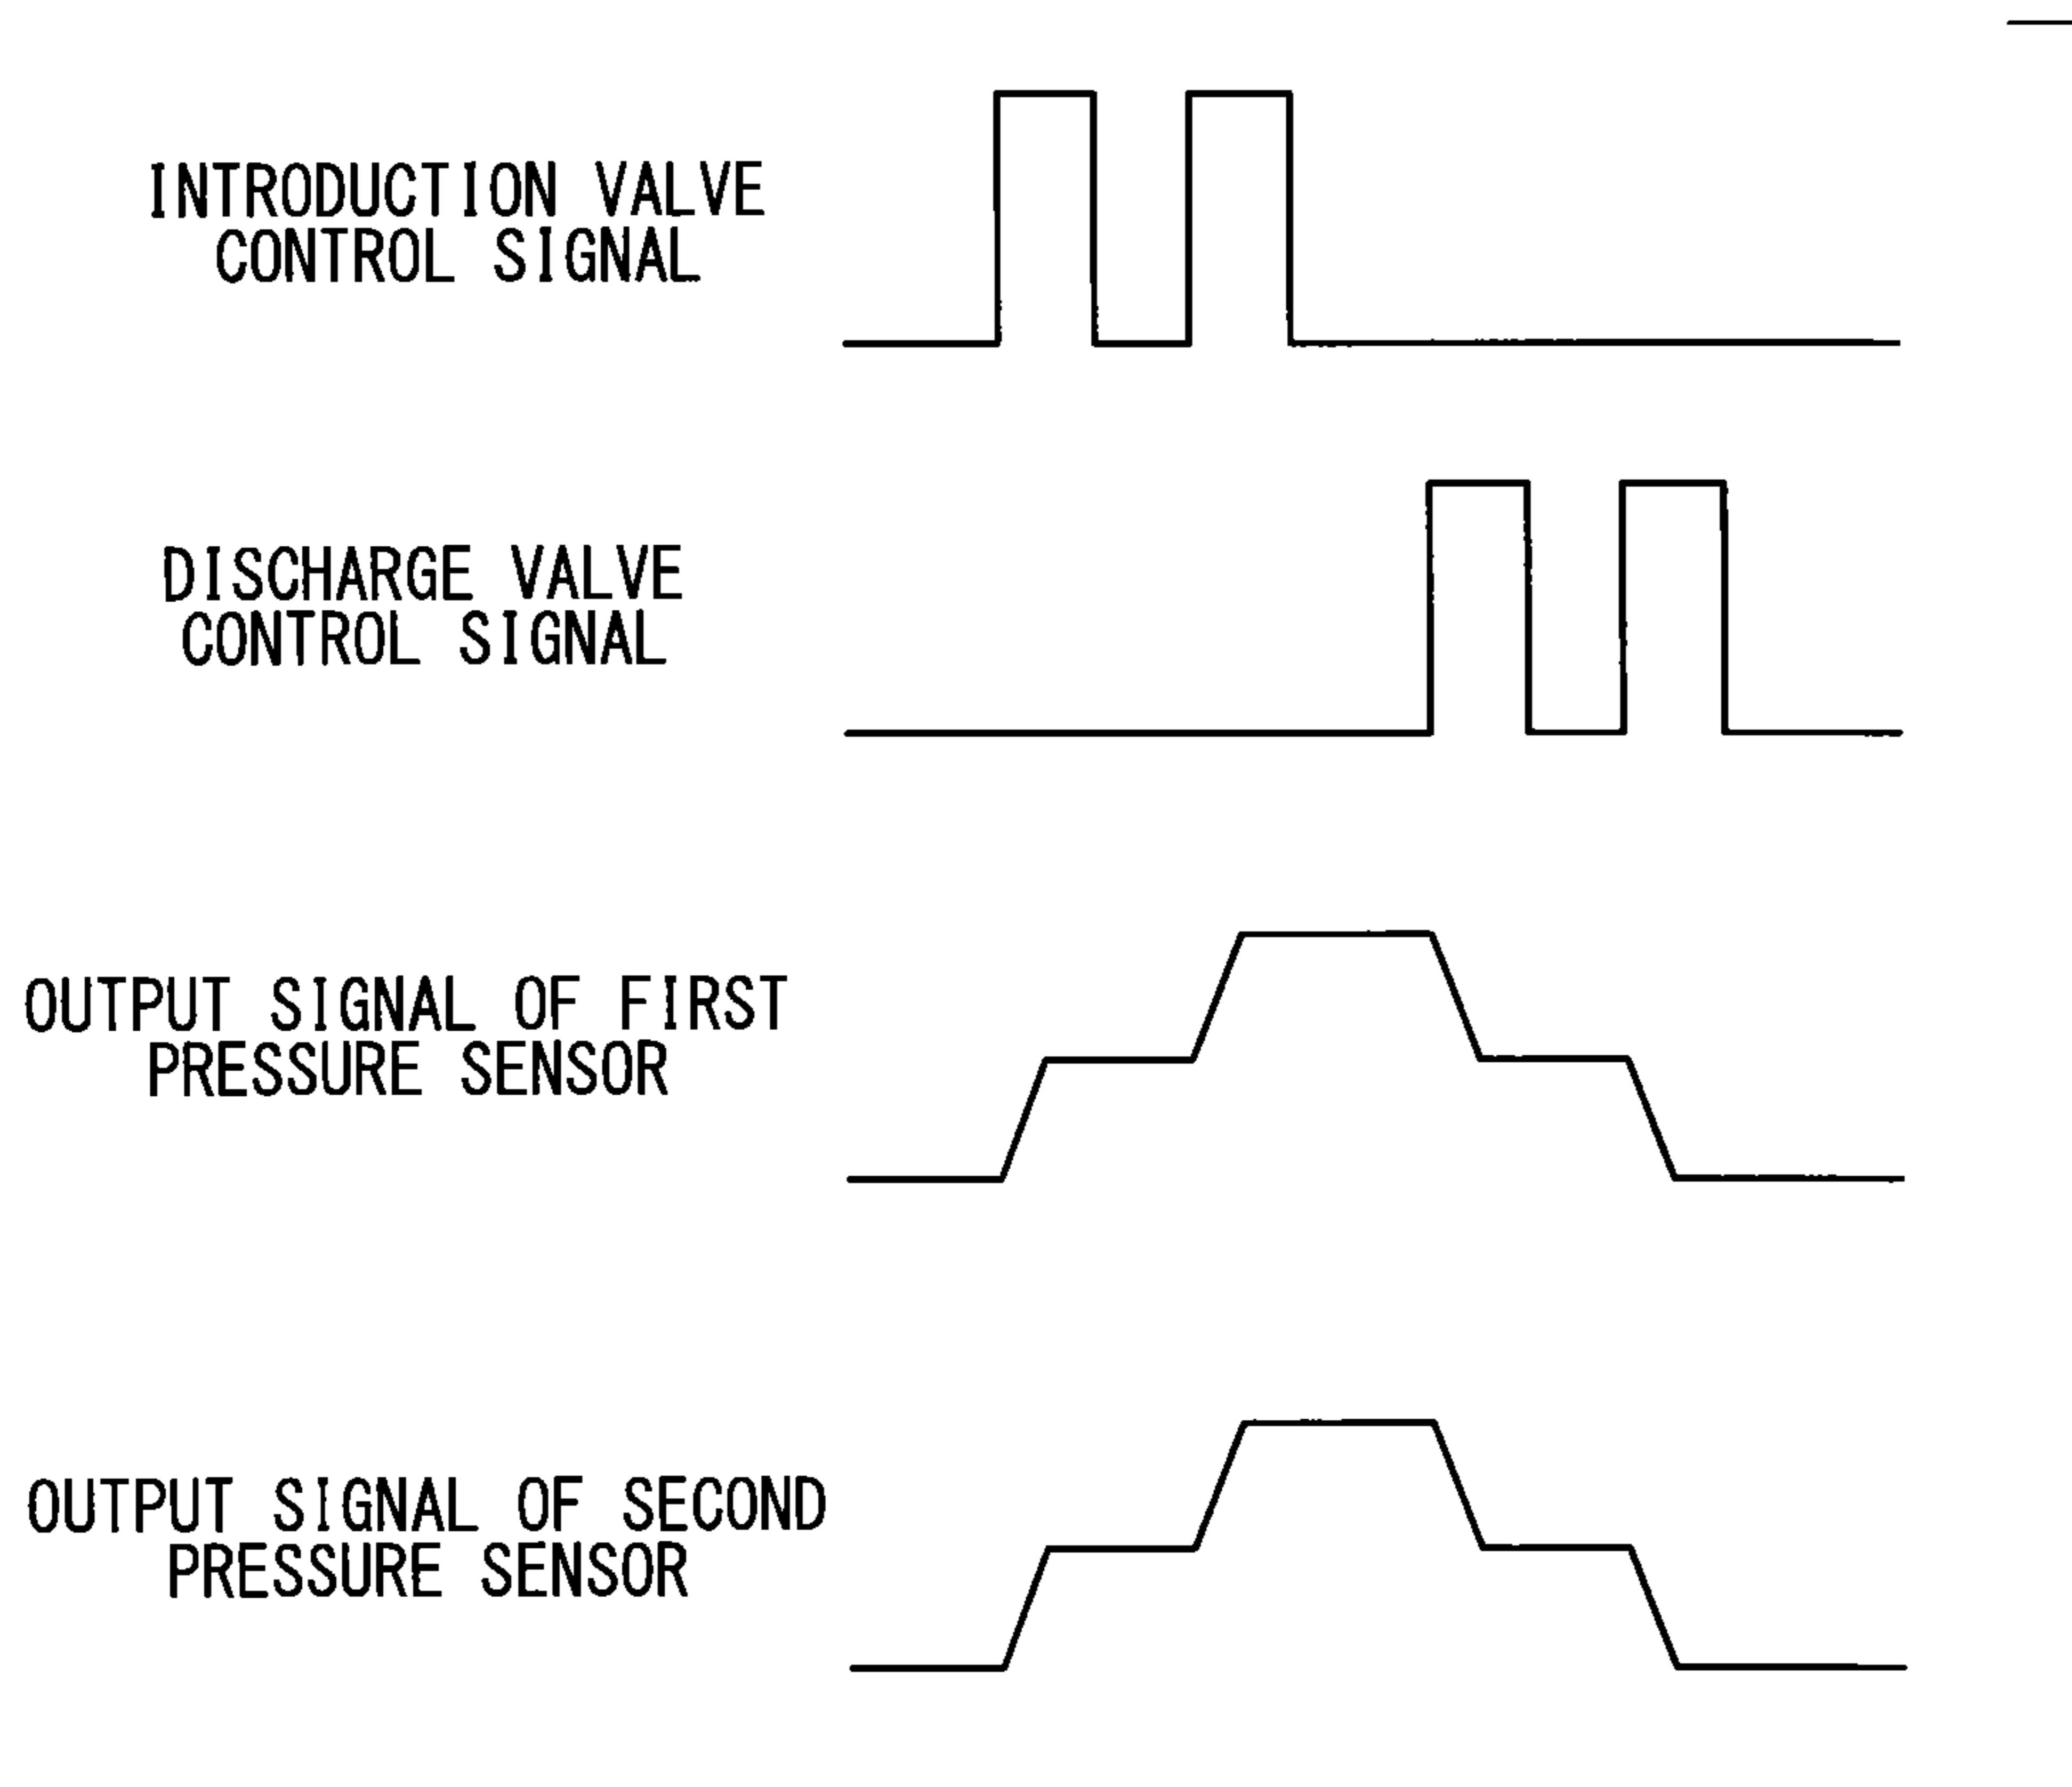 INTRODUCTION VALVE
CONTROL SIGNAL
DISCHARGE VALVE
CONTROL SIGNAL
OUTPUT SIGNAL OF FIRST
PRESSURE SENSOR
OUTPUT SIGNAL OF SECOND
PRESSURE SENSOR